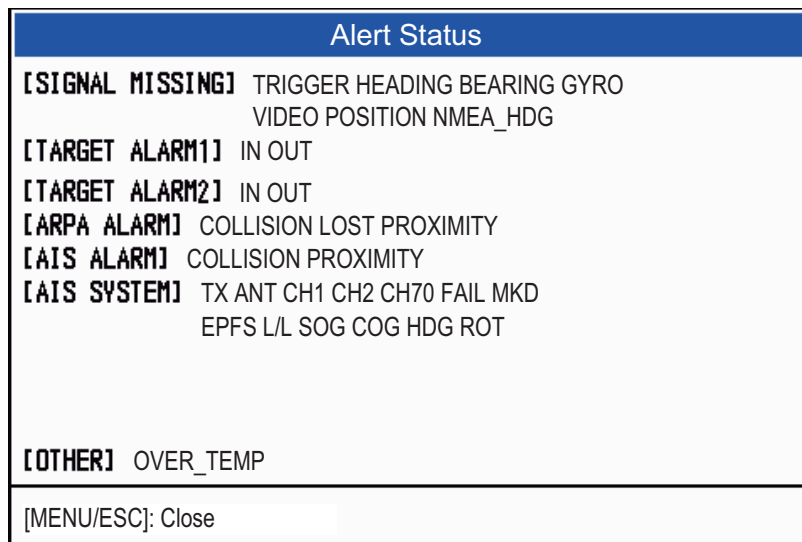 Alert Status
[SIGNAL MISSING] TRIGGER HEADING BEARING GYRO
VIDEO POSITION NMEA_HDG
[TARGET ALARM1] IN OUT
[TARGET ALARM2] IN OUT
[ARPA ALARM] COLLISION LOST PROXIMITY
[AIS ALARM] COLLISION PROXIMITY
[AIS SYSTEM] TX ANT CH1 CH2 CH70 FAIL MKD
EPFS L/L SOG COG HDG ROT
[OTHER] OVER_TEMP
[MENU/ESC]: Close